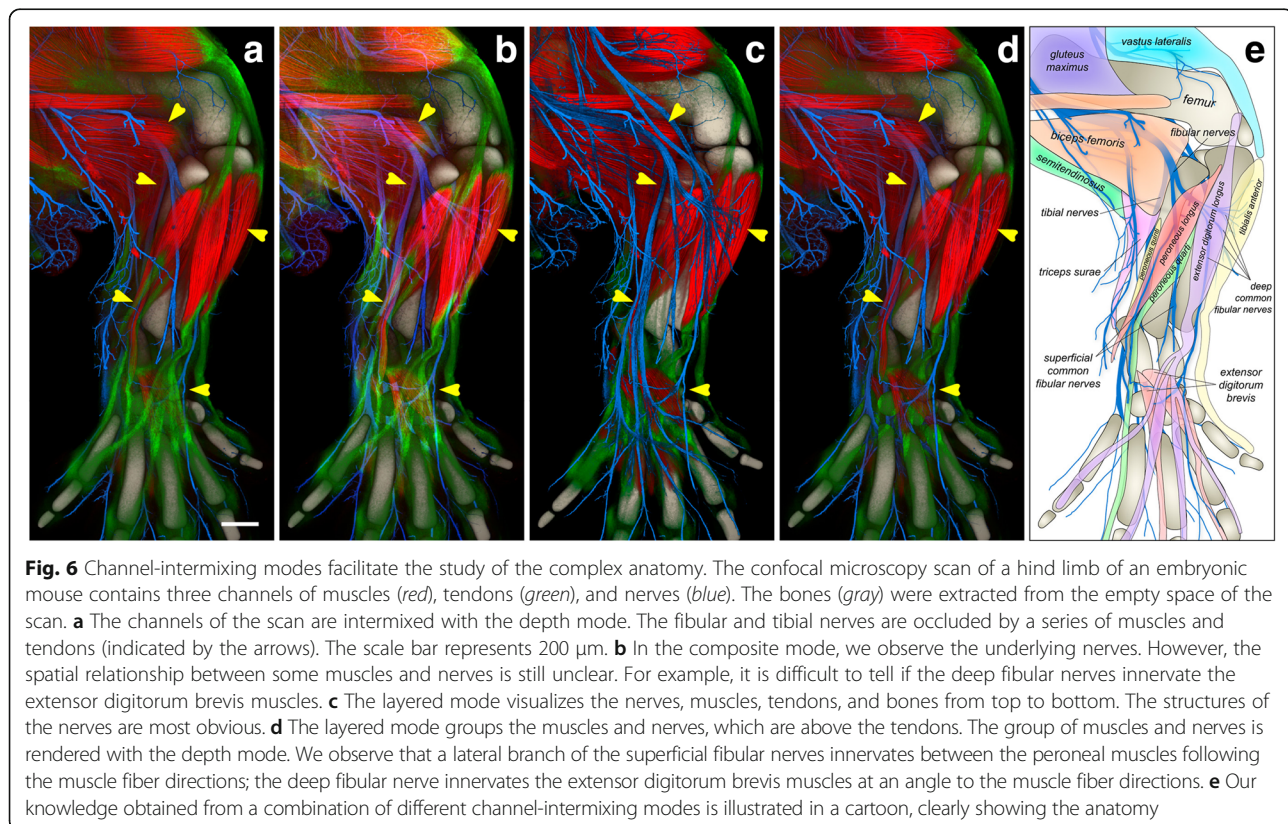 a
b
c
d
e
gluteus
maximus
vastus lateralis
femur
fibular nerves
biceps femoris
semitendinosus
tibial nerves
triceps surae
peroneous quinti
peroneous longus
peroneous quarti
extensor digitorum longus
tibialis anterior
deep
common
fibular nerves
superficial
common
fibular nerves
extensor
digitorum
brevis
Fig. 6 Channel-intermixing modes facilitate the study of the complex anatomy. The confocal microscopy scan of a hind limb of an embryonic
mouse contains three channels of muscles (red), tendons (green), and nerves (blue). The bones (gray) were extracted from the empty space of the
scan. a The channels of the scan are intermixed with the depth mode. The fibular and tibial nerves are occluded by a series of muscles and
tendons (indicated by the arrows). The scale bar represents 200 μm. b In the composite mode, we observe the underlying nerves. However, the
spatial relationship between some muscles and nerves is still unclear. For example, it is difficult to tell if the deep fibular nerves innervate the
extensor digitorum brevis muscles. c The layered mode visualizes the nerves, muscles, tendons, and bones from top to bottom. The structures of
the nerves are most obvious. d The layered mode groups the muscles and nerves, which are above the tendons. The group of muscles and nerves is
rendered with the depth mode. We observe that a lateral branch of the superficial fibular nerves innervates between the peroneal muscles following
the muscle fiber directions; the deep fibular nerve innervates the extensor digitorum brevis muscles at an angle to the muscle fiber directions. e Our
knowledge obtained from a combination of different channel-intermixing modes is illustrated in a cartoon, clearly showing the anatomy